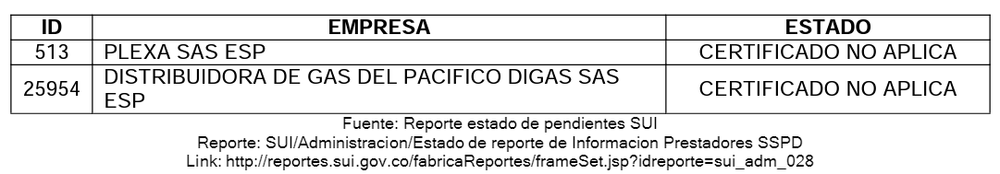 ID EMPRESA ESTADO
513 PLEXA SAS ESP CERTIFICADO NO APLICA
25954 DISTRIBUIDORA DE GAS DEL PACIFICO DIGAS SAS ESP CERTIFICADO NO APLICA
Fuente: Reporte estado de pendientes SUI
Reporte: SUI/Administracion/Estado de reporte de Informacion Prestadores SSPD
Link: http://reportes.sui.gov.co/fabricaReportes/frameSet.jsp?idreporte=sui_adm_028